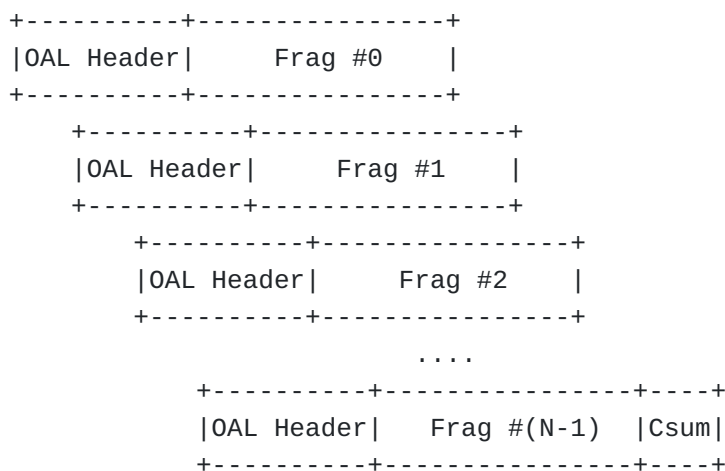 +----------+----------------+
|OAL Header|     Frag #0    |
+----------+----------------+
    +----------+----------------+
    |OAL Header|     Frag #1    |
    +----------+----------------+
        +----------+----------------+
        |OAL Header|     Frag #2    |
        +----------+----------------+
                          ....
            +----------+----------------+----+
            |OAL Header|   Frag #(N-1)  |Csum|
            +----------+----------------+----+